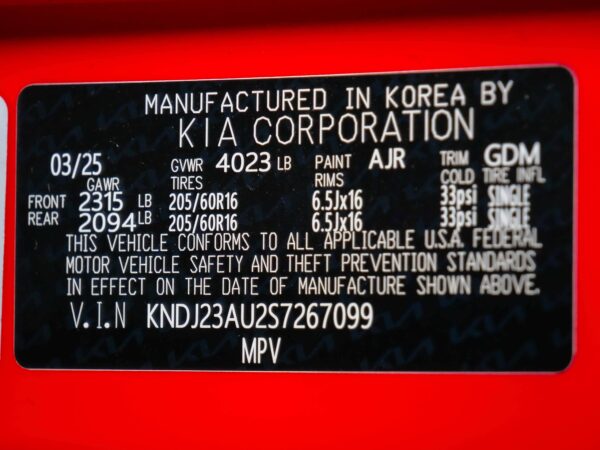 MANUFACTURED IN KOREA BY
KIA CORPORATION
03/25 GVWR 4023 LB PAINT AJR TRIM GDM
GAWR TIRES RIMS COLD TIRE INFL
FRONT 2315 LB 205/60R16 6.5Jx16 33psi SINGLE
REAR 2094 LB 205/60R16 6.5Jx16 33psi SINGLE
THIS VEHICLE CONFORMS TO ALL APPLICABLE U.S.A. FEDERAL
MOTOR VEHICLE SAFETY AND THEFT PREVENTION STANDARDS
IN EFFECT ON THE DATE OF MANUFACTURE SHOWN ABOVE.
V.I.N KNDJ23AU2S7267099
MPV